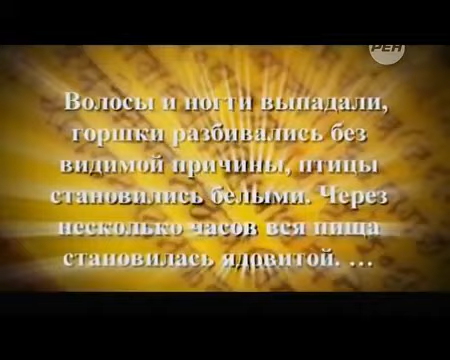 РЕН
Волосы и ногти выпадали,
горшки разбивались без
видимой причины, птицы
становились белыми. Через
несколько часов вся пища
становилась ядовитой. ...